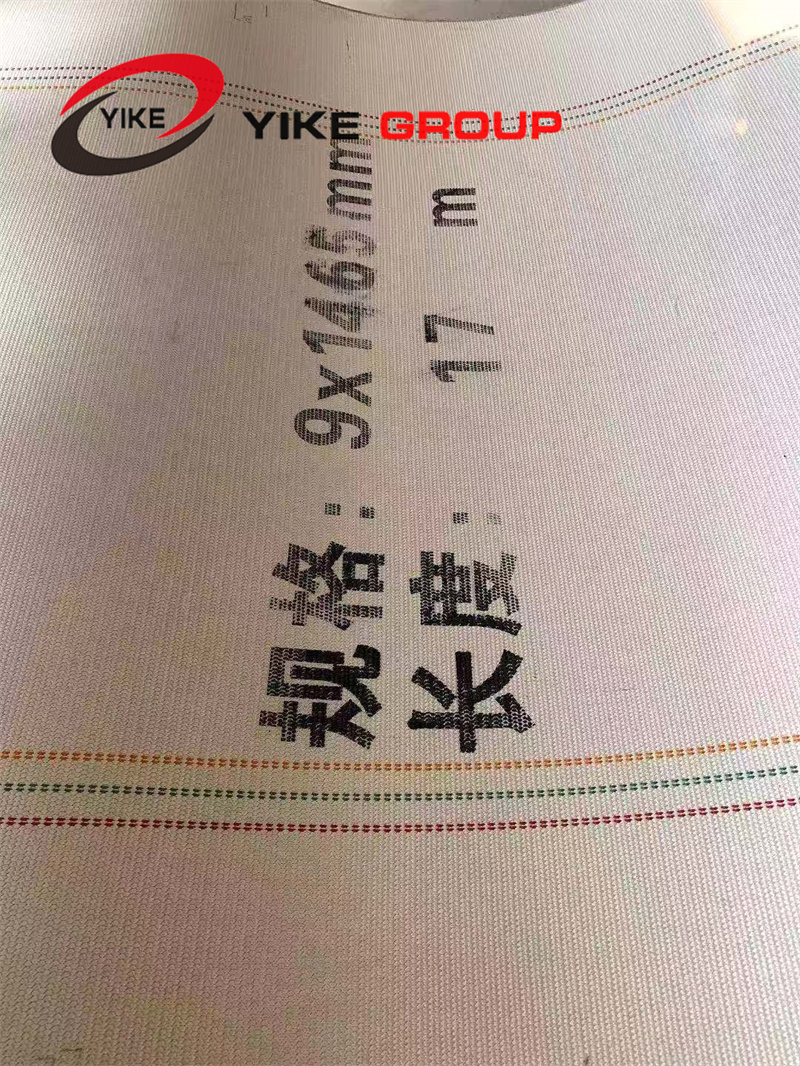 YIKE
YIKE GROUP
规格：9x1465mm
长度：17 m